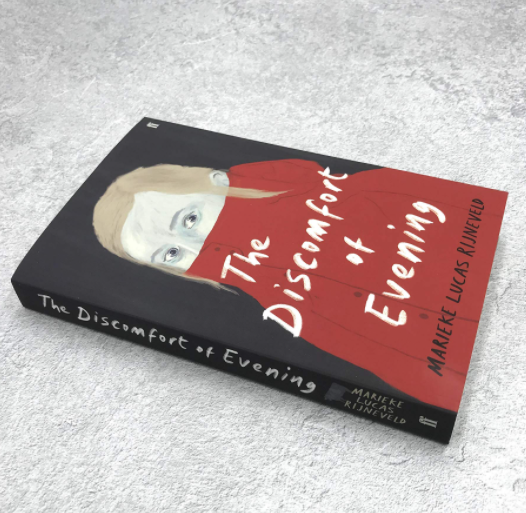 The
Discomfort
of
Evening
MARIEKE LUCAS RIJNEVELD
The Discomfort of Evening
MARIEKE
LUCAS
RIJNEVELD